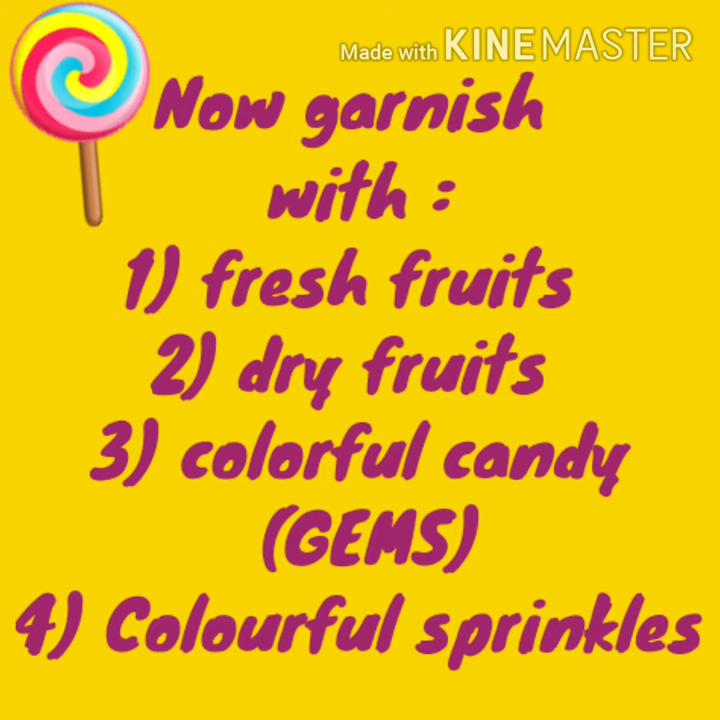 Made with KINEMASTER
Now garnish
with :
1) fresh fruits
2) dry fruits
3) colorful candy
(GEMS)
4) Colourful sprinkles